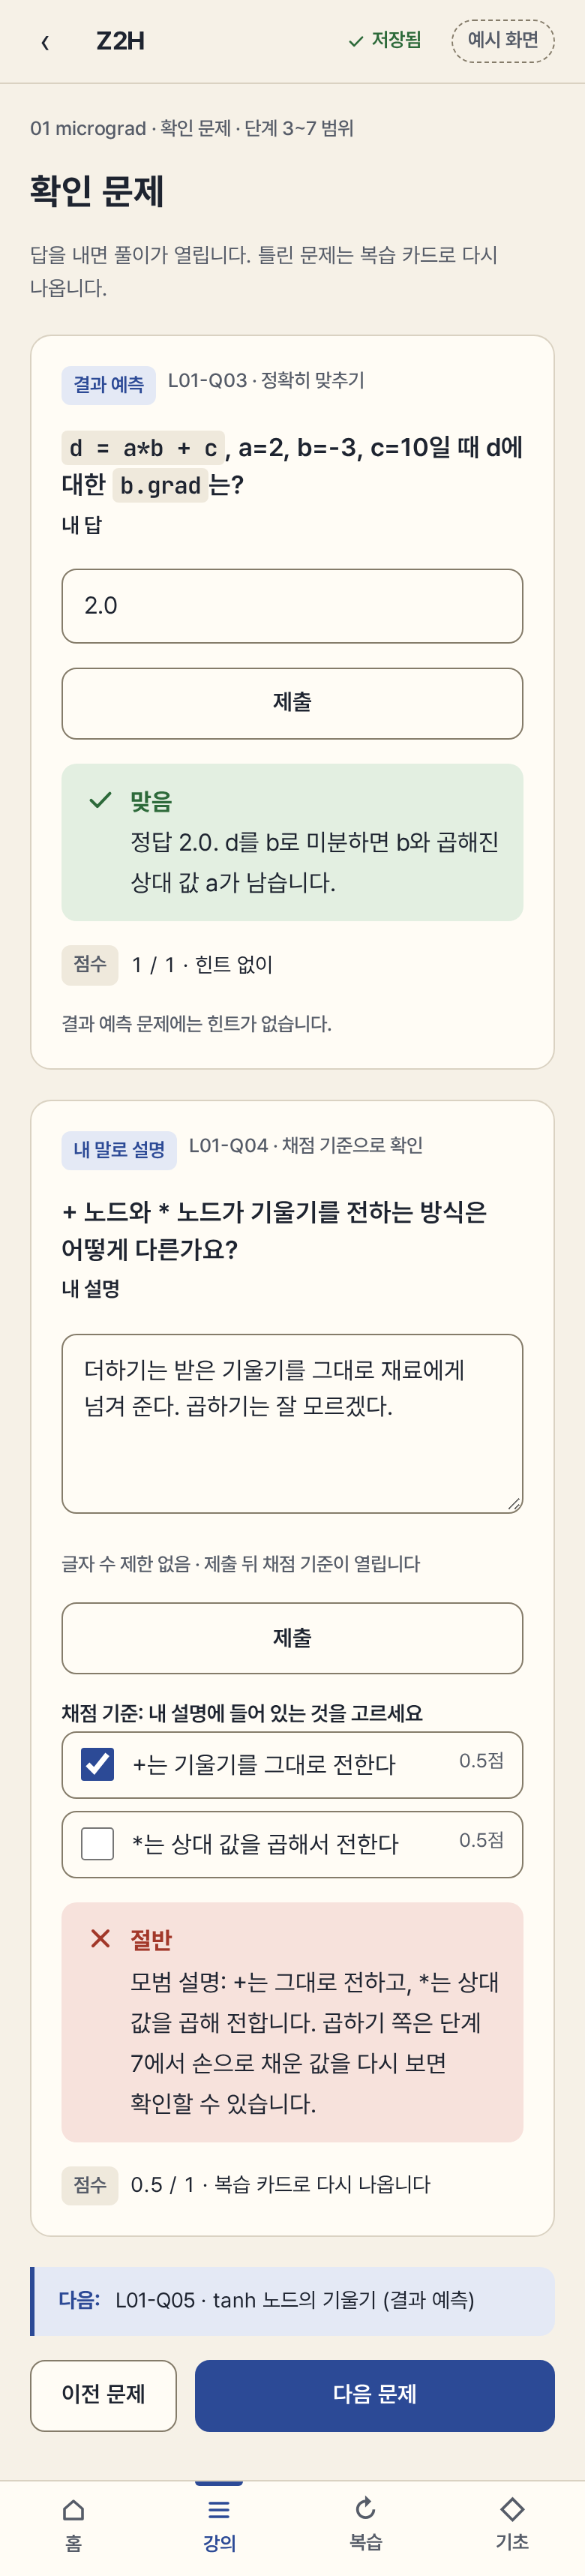 ‹ Z2H ✓ 저장됨 예시 화면
01 micrograd · 확인 문제 · 단계 3~7 범위
확인 문제
답을 내면 풀이가 열립니다. 틀린 문제는 복습 카드로 다시
나옵니다.
결과 예측 L01-Q03 · 정확히 맞추기
d = a*b + c, a=2, b=-3, c=10일 때 d에
대한 b.grad는?
내 답
2.0
제출
맞음
정답 2.0. d를 b로 미분하면 b와 곱해진
상대 값 a가 남습니다.
점수 1 / 1 · 힌트 없이
결과 예측 문제에는 힌트가 없습니다.
내 말로 설명 L01-Q04 · 채점 기준으로 확인
+ 노드와 * 노드가 기울기를 전하는 방식은
어떻게 다른가요?
내 설명
더하기는 받은 기울기를 그대로 재료에게
넘겨 준다. 곱하기는 잘 모르겠다.
글자 수 제한 없음 · 제출 뒤 채점 기준이 열립니다
제출
채점 기준: 내 설명에 들어 있는 것을 고르세요
+는 기울기를 그대로 전한다 0.5점
*는 상대 값을 곱해서 전한다 0.5점
절반
모범 설명: +는 그대로 전하고, *는 상대
값을 곱해 전합니다. 곱하기 쪽은 단계
7에서 손으로 채운 값을 다시 보면
확인할 수 있습니다.
점수 0.5 / 1 · 복습 카드로 다시 나옵니다
다음: L01-Q05 · tanh 노드의 기울기 (결과 예측)
이전 문제 다음 문제
홈 강의 복습 기초